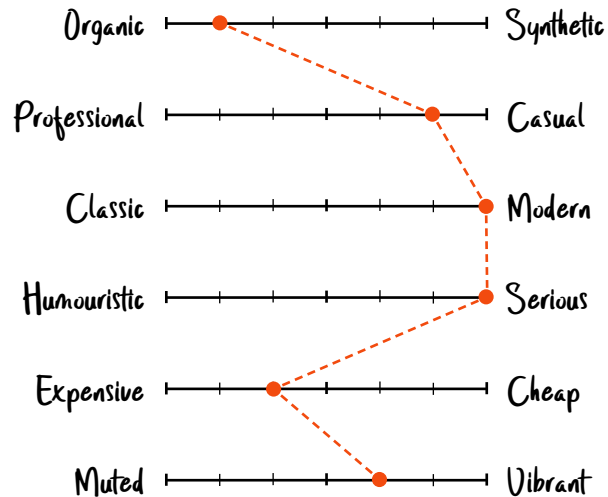 Organic Synthetic
Professional Casual
Classic Modern
Humouristic Serious
Expensive Cheap
Muted Vibrant